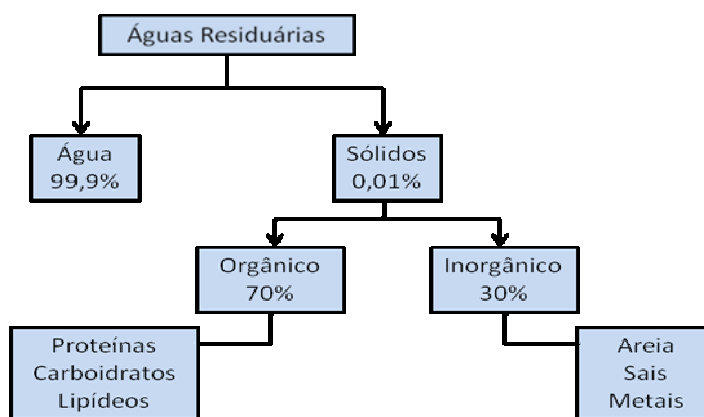 Águas Residuárias
Água
99,9%
Sólidos
0,01%
Orgânico
70%
Inorgânico
30%
Proteínas
Carboidratos
Lipídeos
Areia
Sais
Metais